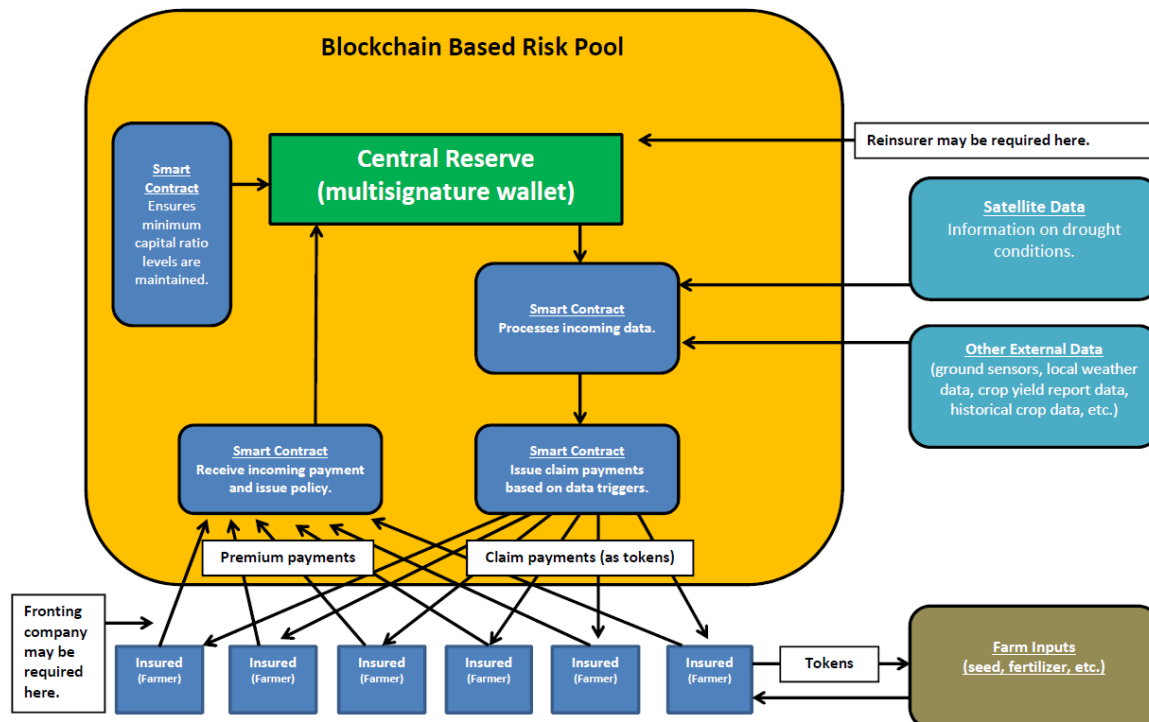 Blockchain Based Risk Pool
Central Reserve
(multisignature wallet)
Reinsurer may be required here.
Smart
Contract
Ensures
minimum
capital ratio
levels are
maintained.
Satellite Data
Information on drought
conditions.
Smart Contract
Processes incoming data.
Other External Data
(ground sensors, local weather
data, crop yield report data,
historical crop data, etc.)
Smart Contract
Receive incoming payment
and issue policy.
Smart Contract
Issue claim payments
based on data triggers.
Premium payments
Claim payments (as tokens)
Fronting
company
may be
required
here.
Insured
(Farmer)
Insured
(Farmer)
Insured
(Farmer)
Insured
(Farmer)
Insured
(Farmer)
Insured
(Farmer)
Tokens
Farm Inputs
(seed, fertilizer, etc.)